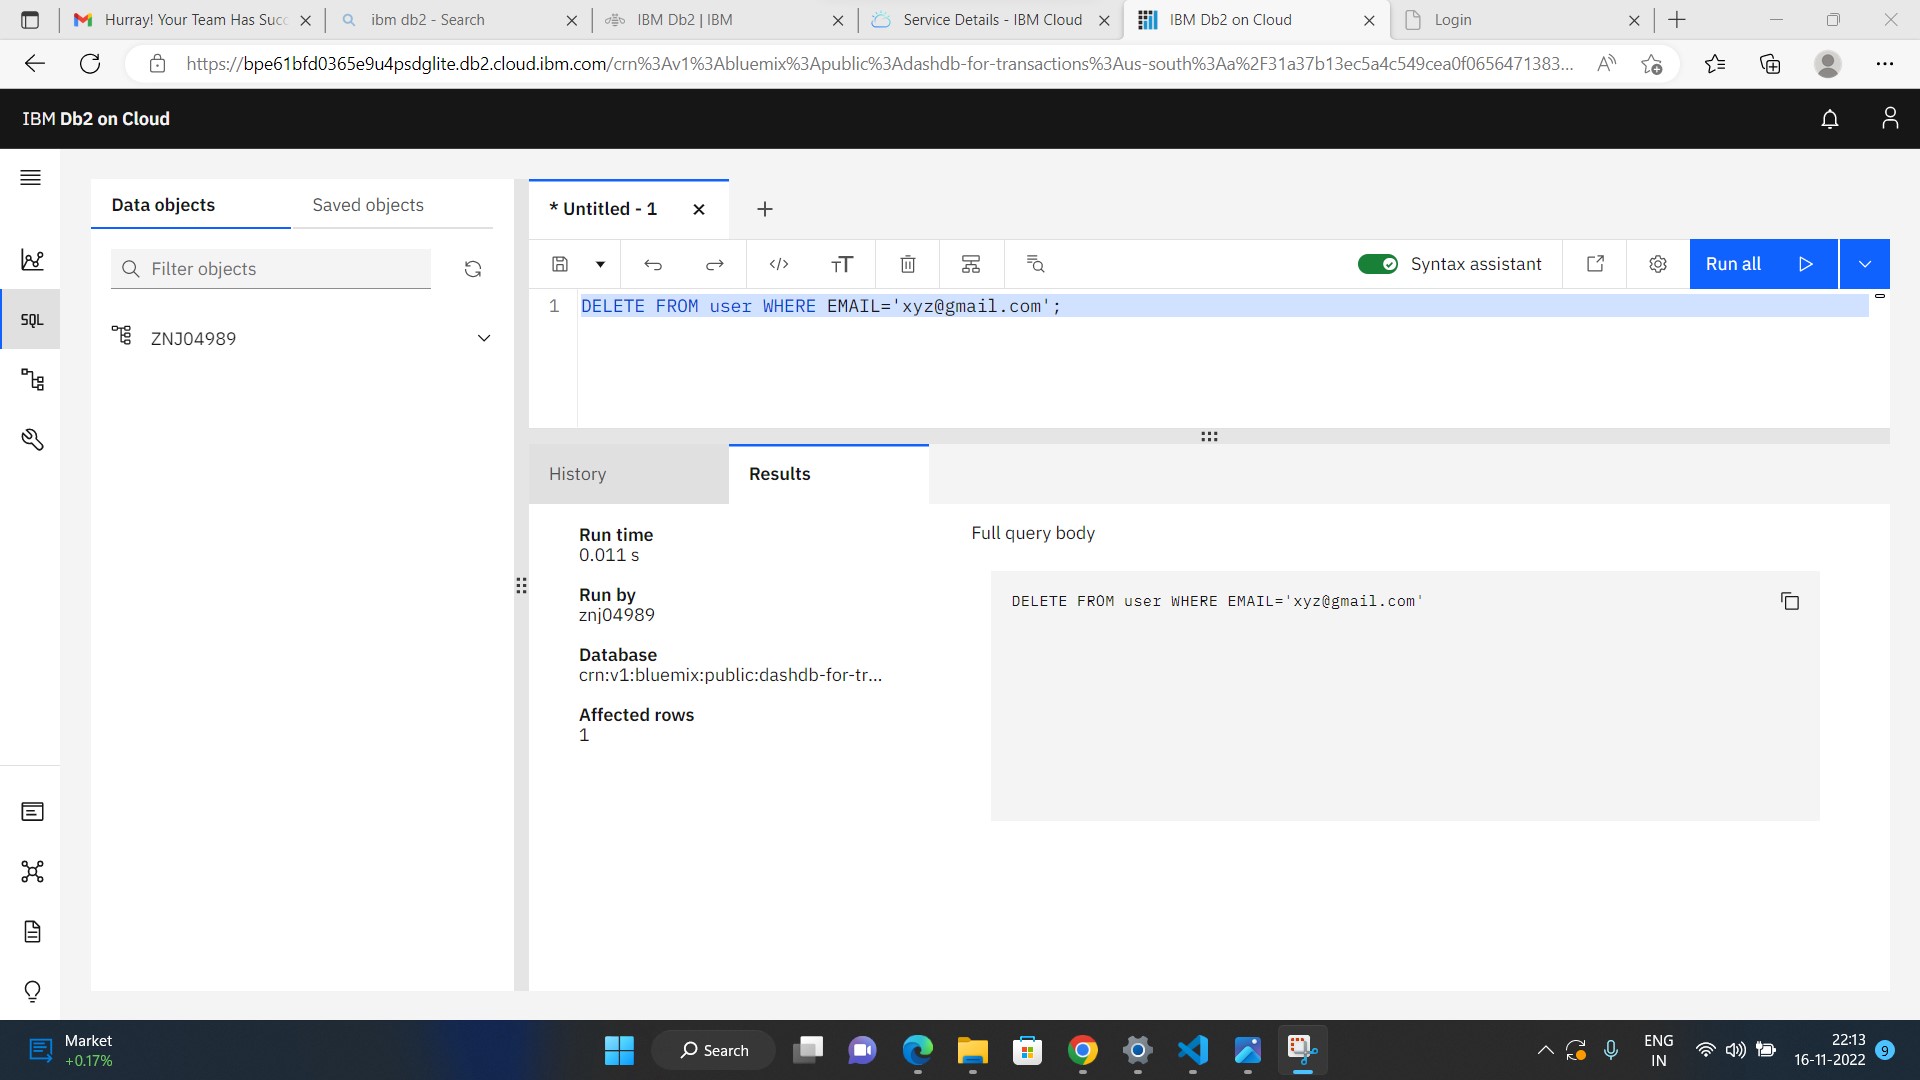 Hurray! Your Team Has Succ
ibm db2 - Search
IBM Db2 | IBM
Service Details - IBM Cloud
IBM Db2 on Cloud
Login
https://bpe61bfd0365e9u4psdglite.db2.cloud.ibm.com/crn%3Av1%3Abluemix%3Apublic%3Adashdb-for-transactions%3Aus-south%3Aa%2F31a37b13ec5a4c549cea0f0656471383...
IBM Db2 on Cloud
Data objects
Saved objects
* Untitled - 1
Filter objects
Syntax assistant
Run all
SQL
ZNJ04989
1 DELETE FROM user WHERE EMAIL='xyz@gmail.com';
History
Results
Run time
0.011 s
Run by
znj04989
Database
crn:v1:bluemix:public:dashdb-for-tr...
Affected rows
1
Full query body
DELETE FROM user WHERE EMAIL='xyz@gmail.com'
Market
+0.17%
Search
ENG
IN
22:13
16-11-2022
9